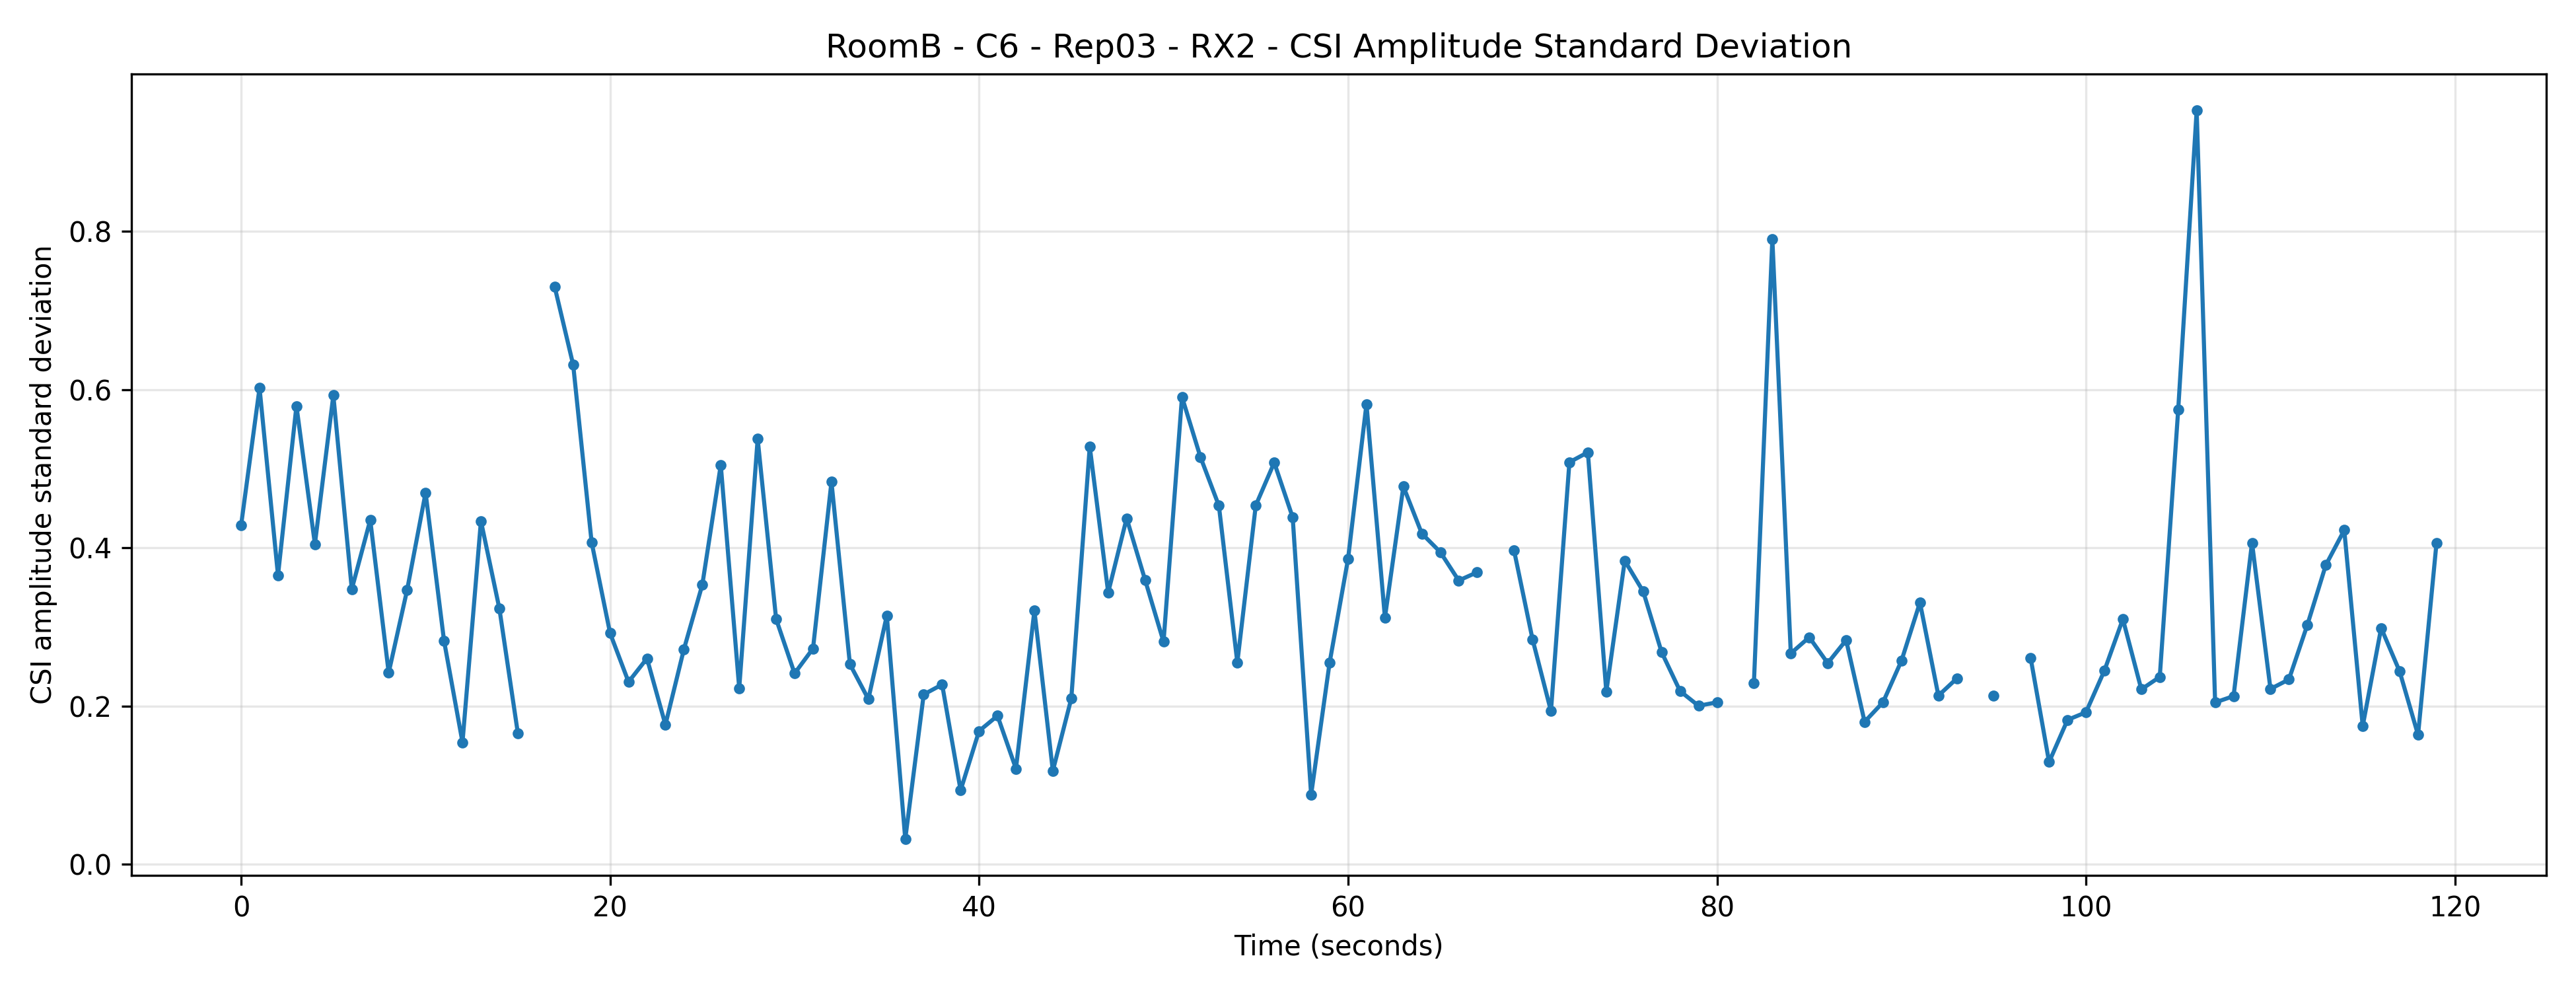 RoomB - C6 - Rep03 - RX2 - CSI Amplitude Standard Deviation
CSI amplitude standard deviation
0.8
0.6
0.4
0.2
0.0
0 20 40 60 80 100 120
Time (seconds)